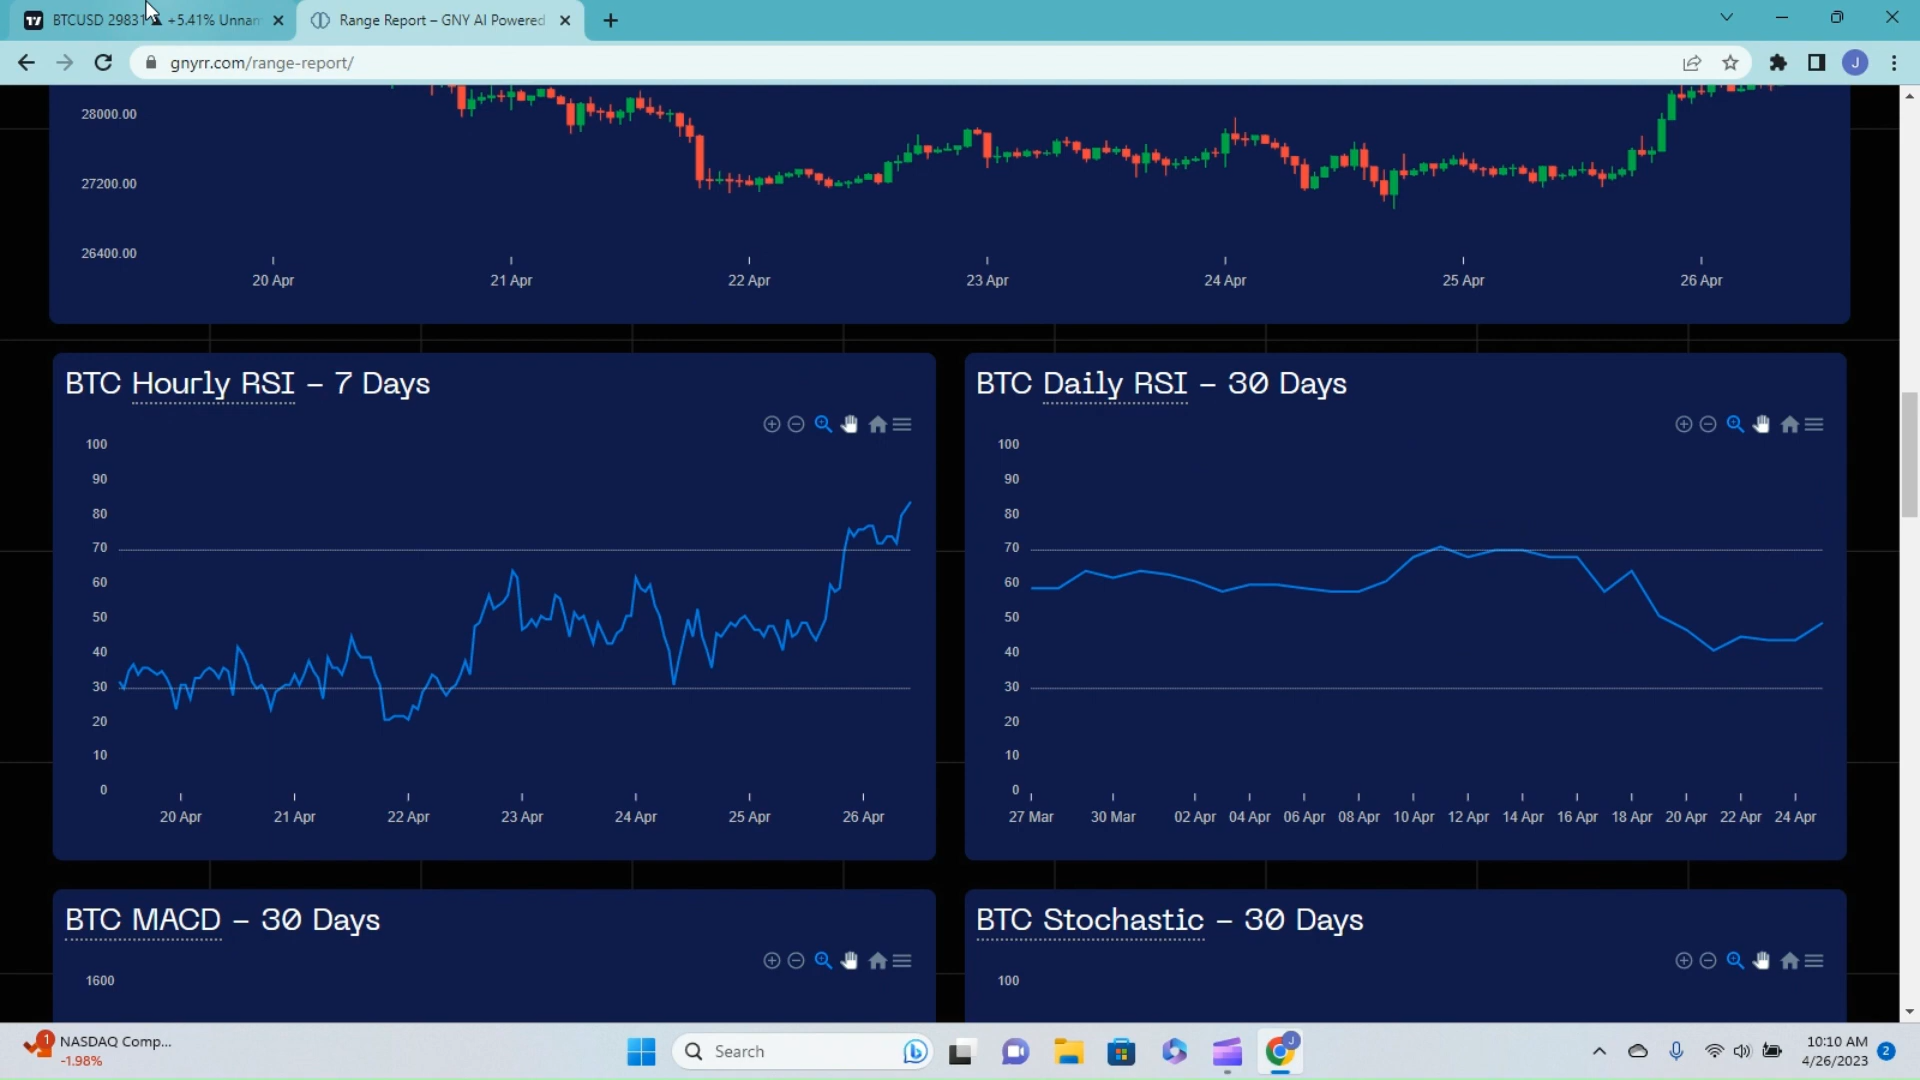 BTCUSD 29831 ▲ +5.41% Unnam
Range Report – GNY AI Powered
gnyrr.com/range-report/
J
28000.00
27200.00
26400.00
20 Apr 21 Apr 22 Apr 23 Apr 24 Apr 25 Apr 26 Apr
BTC Hourly RSI – 7 Days
100
90
80
70
60
50
40
30
20
10
0
20 Apr 21 Apr 22 Apr 23 Apr 24 Apr 25 Apr 26 Apr
BTC Daily RSI – 30 Days
100
90
80
70
60
50
40
30
20
10
0
27 Mar 30 Mar 02 Apr 04 Apr 06 Apr 08 Apr 10 Apr 12 Apr 14 Apr 16 Apr 18 Apr 20 Apr 22 Apr 24 Apr
BTC MACD – 30 Days
1600
BTC Stochastic – 30 Days
100
1
NASDAQ Comp...
-1.98%
Search
J
10:10 AM
4/26/2023
2